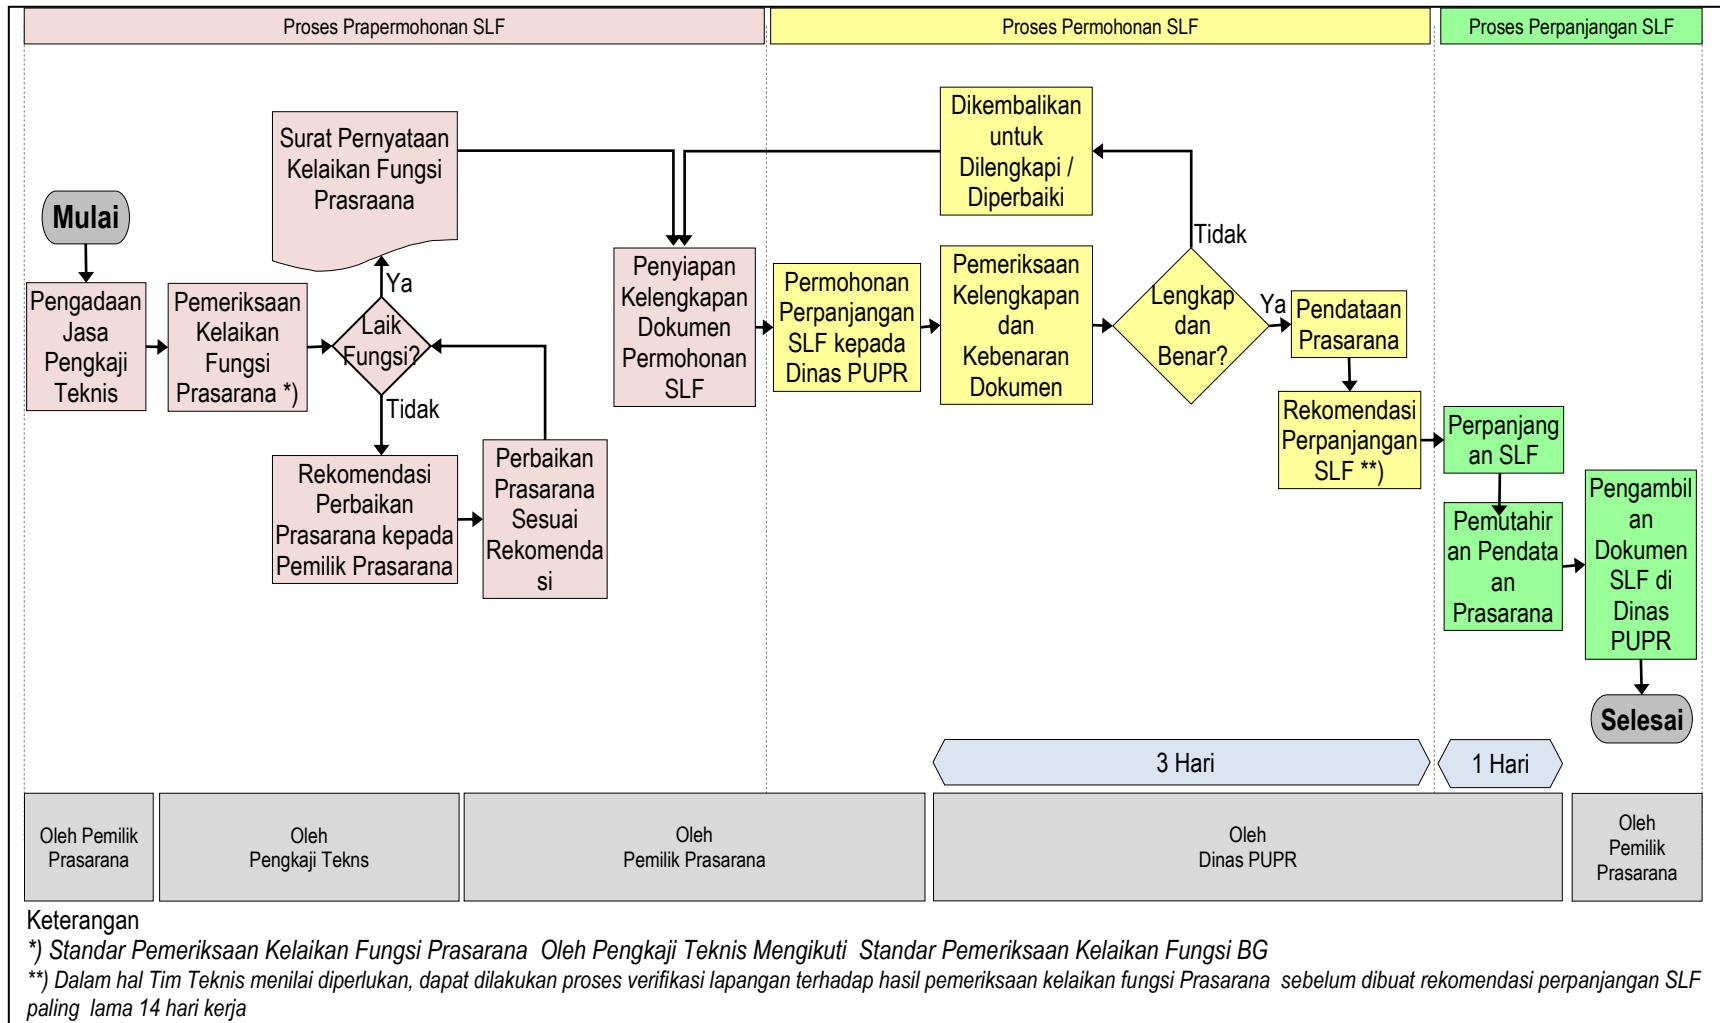 Proses Prapermohonan SLF
Proses Permohonan SLF
Proses Perpanjangan SLF
Mulai
Pengadaan
Jasa
Pengkaji
Teknis
Pemeriksaan
Kelaikan
Fungsi
Prasarana *)
Surat Pernyataan
Kelaikan Fungsi
Prasraana
Ya
Laik
Fungsi?
Tidak
Rekomendasi
Perbaikan
Prasarana kepada
Pemilik Prasarana
Perbaikan
Prasarana
Sesuai
Rekomenda
si
Penyiapan
Kelengkapan
Dokumen
Permohonan
SLF
Permohonan
Perpanjangan
SLF kepada
Dinas PUPR
Dikembalikan
untuk
Dilengkapi /
Diperbaiki
Pemeriksaan
Kelengkapan
dan
Kebenaran
Dokumen
Tidak
Lengkap
dan
Benar?
Ya
Pendataan
Prasarana
Rekomendasi
Perpanjangan
SLF **)
Perpanjang
an SLF
Pemutahir
an Pendata
an
Prasarana
Pengambil
an
Dokumen
SLF di
Dinas
PUPR
Selesai
3 Hari
1 Hari
Oleh Pemilik
Prasarana
Oleh
Pengkaji Tekns
Oleh
Pemilik Prasarana
Oleh
Dinas PUPR
Oleh
Pemilik
Prasarana
Keterangan
*) Standar Pemeriksaan Kelaikan Fungsi Prasarana Oleh Pengkaji Teknis Mengikuti Standar Pemeriksaan Kelaikan Fungsi BG
**) Dalam hal Tim Teknis menilai diperlukan, dapat dilakukan proses verifikasi lapangan terhadap hasil pemeriksaan kelaikan fungsi Prasarana sebelum dibuat rekomendasi perpanjangan SLF
paling lama 14 hari kerja